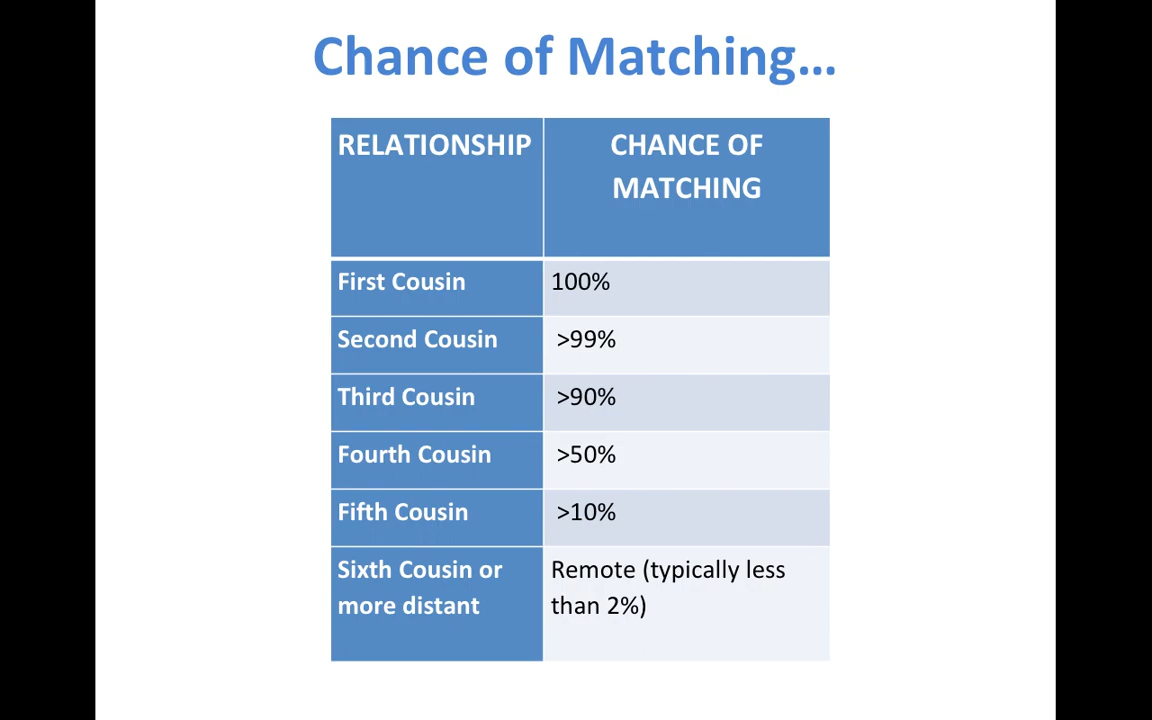 Chance of Matching...
RELATIONSHIP
CHANCE OF
MATCHING
First Cousin
100%
Second Cousin
>99%
Third Cousin
>90%
Fourth Cousin
>50%
Fifth Cousin
>10%
Sixth Cousin or
more distant
Remote (typically less
than 2%)